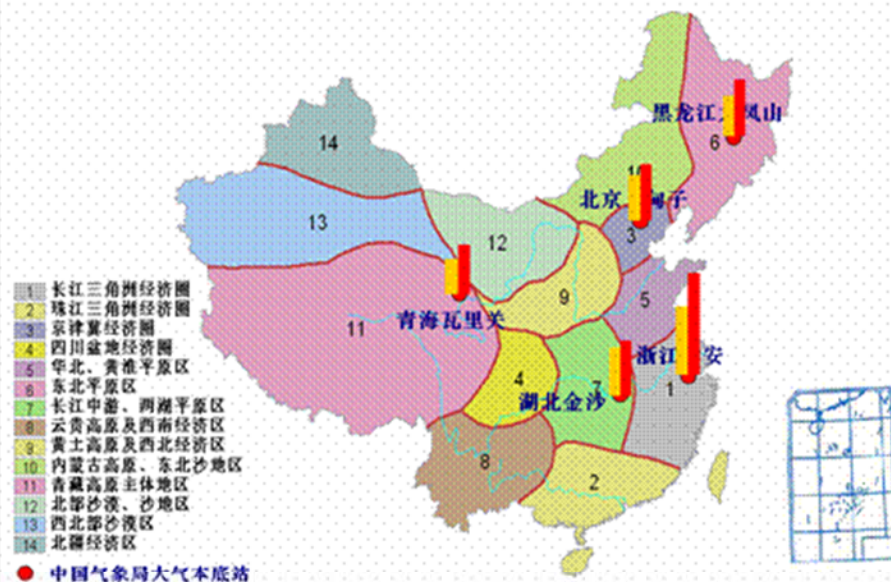 14
黑龙江 凤山
6
10
北京 甸子
13
12
3
9
5
11
青海瓦里关
浙江 安
4
7
湖北金沙
1
8
2
1 长江三角洲经济圈
2 珠江三角洲经济圈
3 京津冀经济圈
4 四川盆地经济圈
5 华北、黄淮平原区
6 东北平原区
7 长江中游、两湖平原区
8 云贵高原及西南经济区
9 黄土高原及西北经济区
10 内蒙古高原、东北沙地区
11 青藏高原主体地区
12 北部沙漠、沙地区
13 西北部沙漠区
14 北疆经济区
中国气象局大气本底站